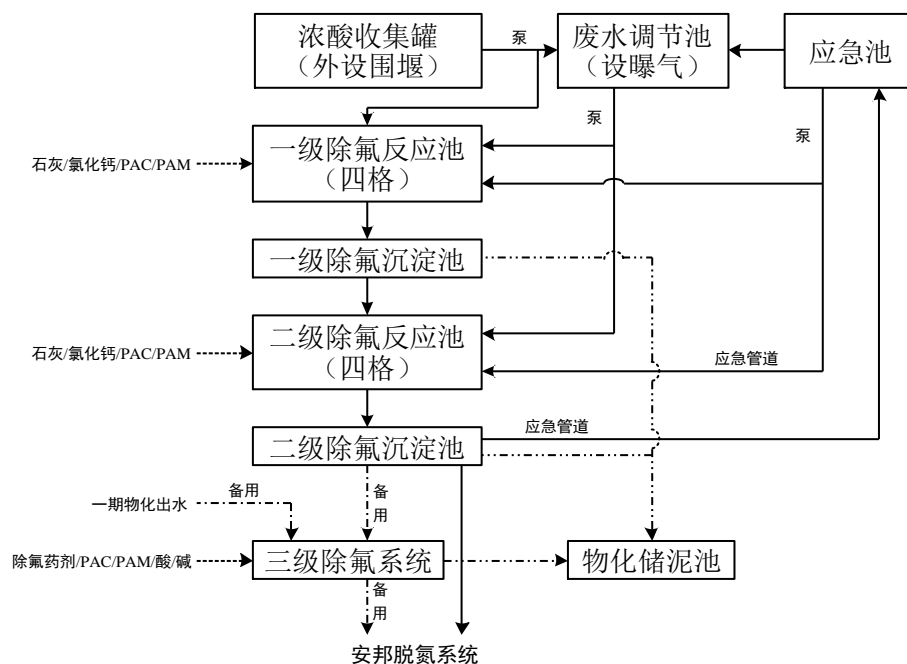 浓酸收集罐
（外设围堰）
泵
废水调节池
（设曝气）
应急池
泵
泵
石灰/氯化钙/PAC/PAM
一级除氟反应池
（四格）
一级除氟沉淀池
石灰/氯化钙/PAC/PAM
二级除氟反应池
（四格）
应急管道
二级除氟沉淀池
应急管道
一期物化出水
备用
备
用
除氟药剂/PAC/PAM/酸/碱
三级除氟系统
物化储泥池
备
用
安邦脱氮系统